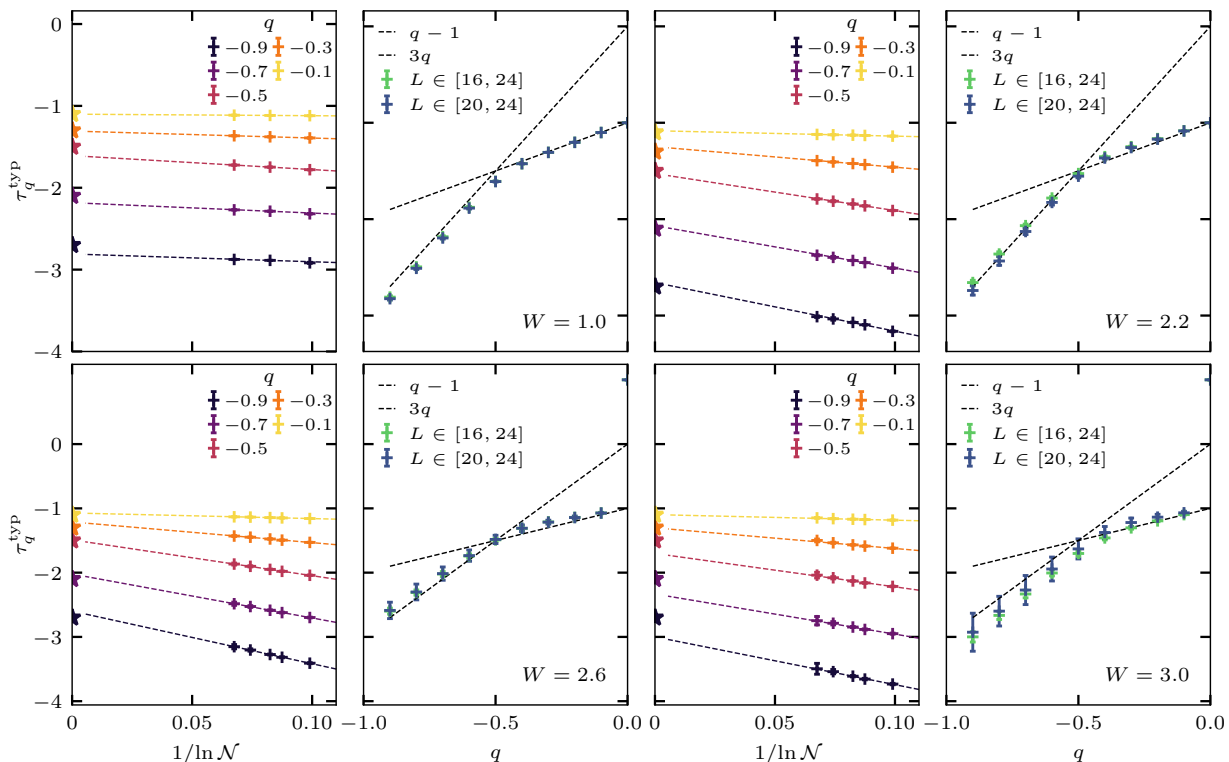 q
−0.9 −0.3
−0.7 −0.1
−0.5
q − 1
3q
L ∈ [16, 24]
L ∈ [20, 24]
W = 1.0
q
−0.9 −0.3
−0.7 −0.1
−0.5
q − 1
3q
L ∈ [16, 24]
L ∈ [20, 24]
W = 2.2
0
−1
−2
−3
−4
τ_q^typ
q
−0.9 −0.3
−0.7 −0.1
−0.5
q − 1
3q
L ∈ [16, 24]
L ∈ [20, 24]
W = 2.6
q
−0.9 −0.3
−0.7 −0.1
−0.5
q − 1
3q
L ∈ [16, 24]
L ∈ [20, 24]
W = 3.0
0
−1
−2
−3
−4
τ_q^typ
0 0.05 0.10
−1.0 −0.5 0.0
0 0.05 0.10
−1.0 −0.5 0.0
1/ln 𝒩
q
1/ln 𝒩
q